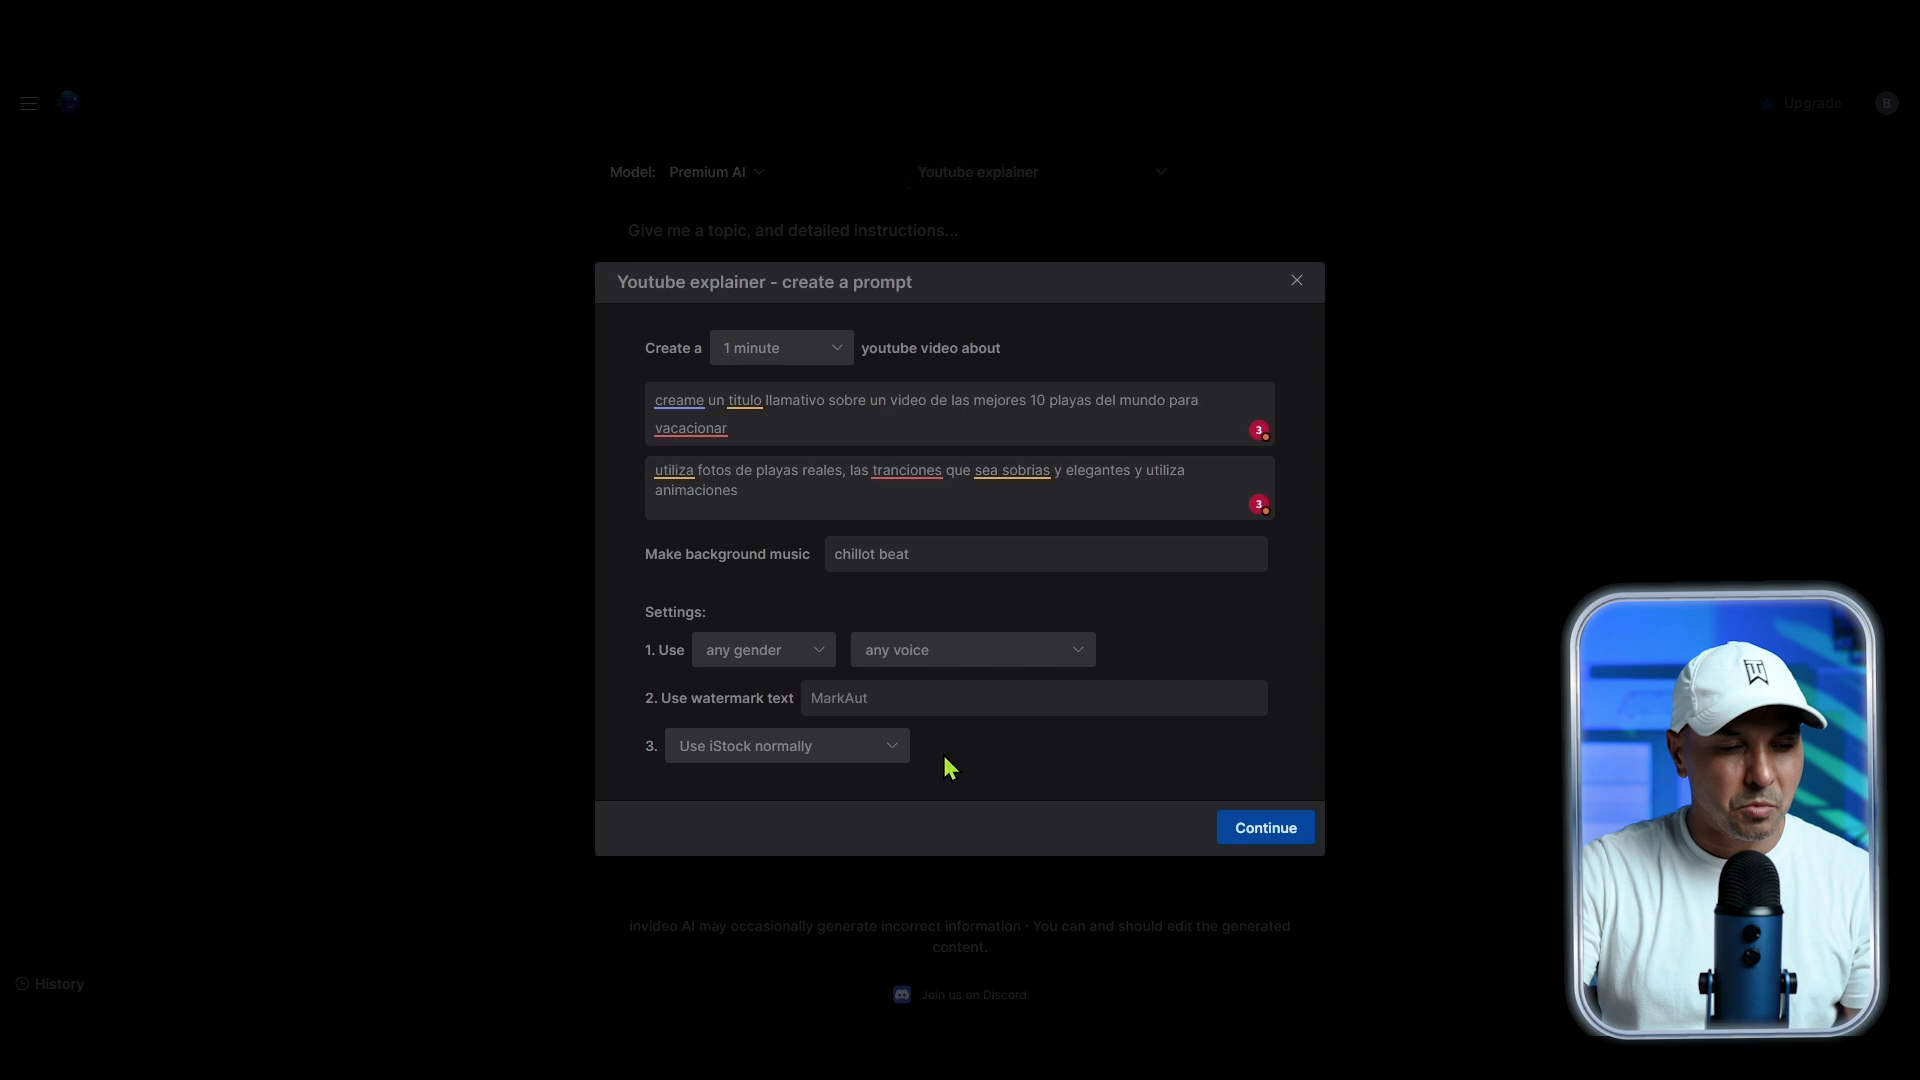 Upgrade
B
Model: Premium AI
Youtube explainer
Give me a topic, and detailed instructions...
Youtube explainer - create a prompt
Create a 1 minute youtube video about
creame un titulo llamativo sobre un video de las mejores 10 playas del mundo para
vacacionar
3
utiliza fotos de playas reales, las tranciones que sea sobrias y elegantes y utiliza
animaciones
3
Make background music chillot beat
Settings:
1. Use any gender any voice
2. Use watermark text MarkAut
3. Use iStock normally
Continue
invideo AI may occasionally generate incorrect information · You can and should edit the generated
content.
History
Join us on Discord